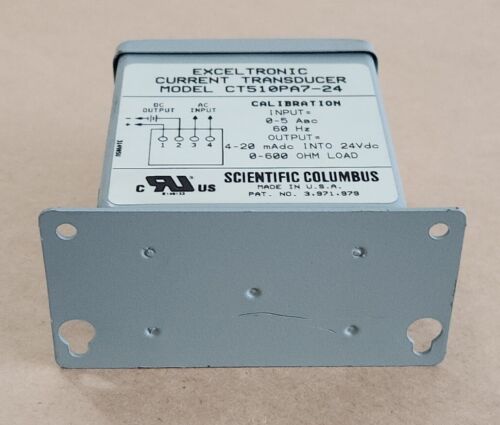 EXCELTRONIC
CURRENT TRANSDUCER
MODEL CT510PA7-24
DC OUTPUT
AC INPUT
- +
1 2 3 4
CALIBRATION
INPUT=
0-5 Aac
60 Hz
OUTPUT=
4-20 mAdc INTO 24Vdc
0-600 OHM LOAD
C RU US
SCIENTIFIC COLUMBUS
MADE IN U.S.A.
PAT. NO. 3,971,979